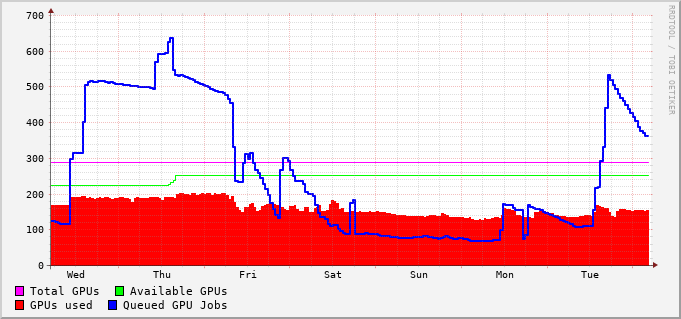 700
600
500
400
300
200
100
0
Wed Thu Fri Sat Sun Mon Tue
Total GPUs Available GPUs
GPUs used Queued GPU Jobs
RRDTOOL / TOBI OETIKER